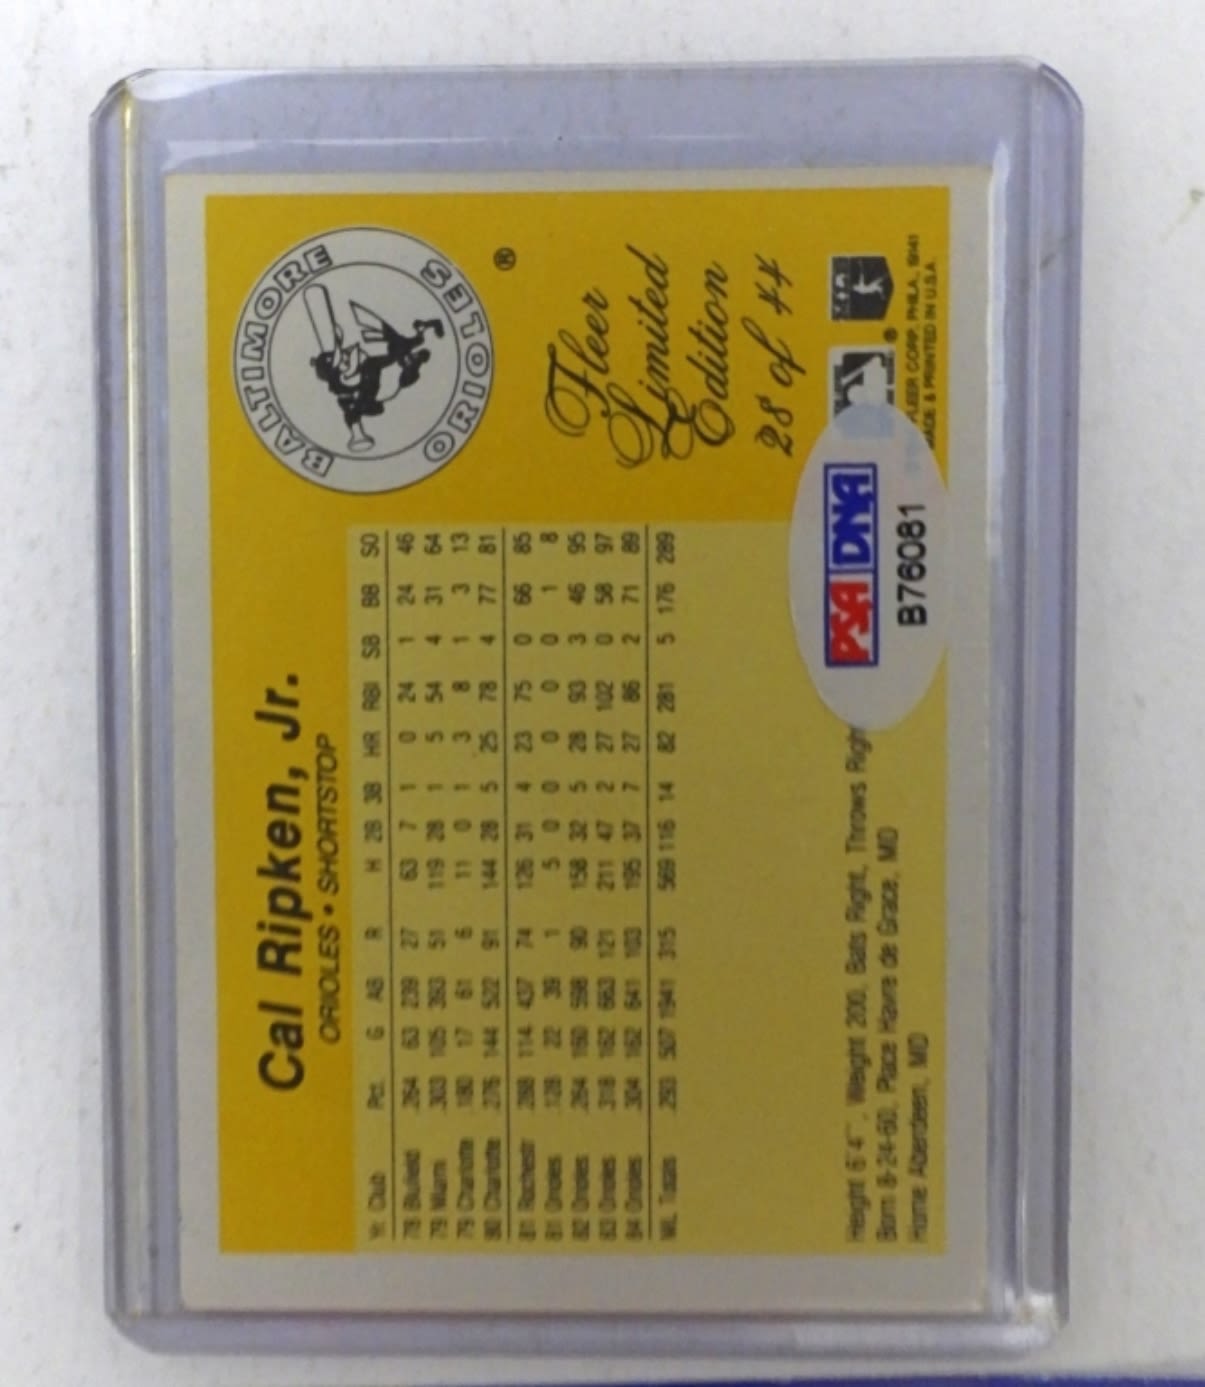 Cal Ripken, Jr.
ORIOLES • SHORTSTOP
BALTIMORE
ORIOLES
®
Yr. Club Pct. G AB R H 2B 3B HR RBI SB BB SO
78 Blufield .264 63 239 27 63 7 1 0 24 1 24 46
79 Miami .303 105 393 51 119 28 1 5 54 4 31 64
79 Charlotte .180 17 61 6 11 0 1 3 8 1 3 13
80 Charlotte .276 144 522 91 144 28 5 25 78 4 77 81
81 Rochestr .288 114 437 74 126 31 4 23 75 0 66 85
81 Orioles .128 22 39 1 5 0 0 0 0 0 1 8
82 Orioles .264 160 598 90 158 32 5 28 93 3 46 95
83 Orioles .318 162 663 121 211 47 2 27 102 0 58 97
84 Orioles .304 162 641 103 195 37 7 27 86 2 71 89
ML Totals .293 507 1941 315 569 116 14 82 281 5 176 289
Fleer
Limited
Edition
28 of 44
Height 6'4", Weight 200, Bats Right, Throws Righ
Born 8-24-60, Place Havre de Grace, MD
Home Aberdeen, MD
PSA DNA
B76081
®
FLEER CORP. PHILA., 19141
MADE & PRINTED IN U.S.A.